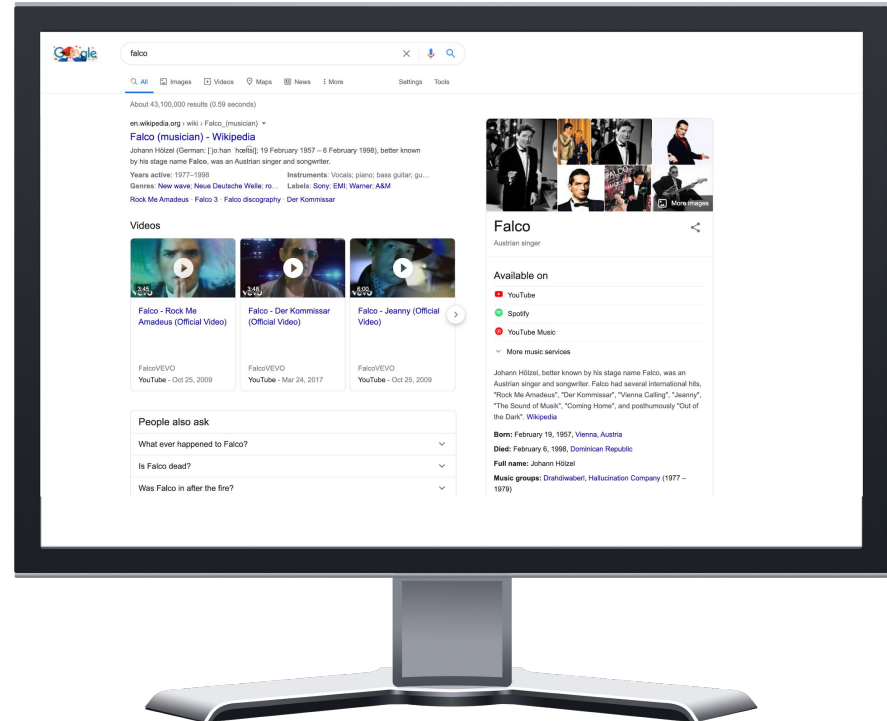 Google
falco
All Images Videos Maps News More Settings Tools
About 43,100,000 results (0.59 seconds)
en.wikipedia.org › wiki › Falco_(musician)
Falco (musician) - Wikipedia
Johann Hölzel (German: [ˈjoːhan ˈhœltsl̩]; 19 February 1957 – 6 February 1998), better known
by his stage name Falco, was an Austrian singer and songwriter.
Years active: 1977–1998 Instruments: Vocals; piano; bass guitar; gu...
Genres: New wave; Neue Deutsche Welle; ro... Labels: Sony; EMI; Warner; A&M
Rock Me Amadeus · Falco 3 · Falco discography · Der Kommissar
Videos
3:45
vevo
3:48
vevo
6:00
vevo
Falco - Rock Me
Amadeus (Official Video)
FalcoVEVO
YouTube - Oct 25, 2009
Falco - Der Kommissar
(Official Video)
FalcoVEVO
YouTube - Mar 24, 2017
Falco - Jeanny (Official
Video)
FalcoVEVO
YouTube - Oct 25, 2009
People also ask
What ever happened to Falco?
Is Falco dead?
Was Falco in after the fire?
FALCO
More images
Falco
Austrian singer
Available on
YouTube
Spotify
YouTube Music
More music services
Johann Hölzel, better known by his stage name Falco, was an
Austrian singer and songwriter. Falco had several international hits,
"Rock Me Amadeus", "Der Kommissar", "Vienna Calling", "Jeanny",
"The Sound of Musik", "Coming Home", and posthumously "Out of
the Dark". Wikipedia
Born: February 19, 1957, Vienna, Austria
Died: February 6, 1998, Dominican Republic
Full name: Johann Hölzel
Music groups: Drahdiwaberl, Hallucination Company (1977 –
1979)